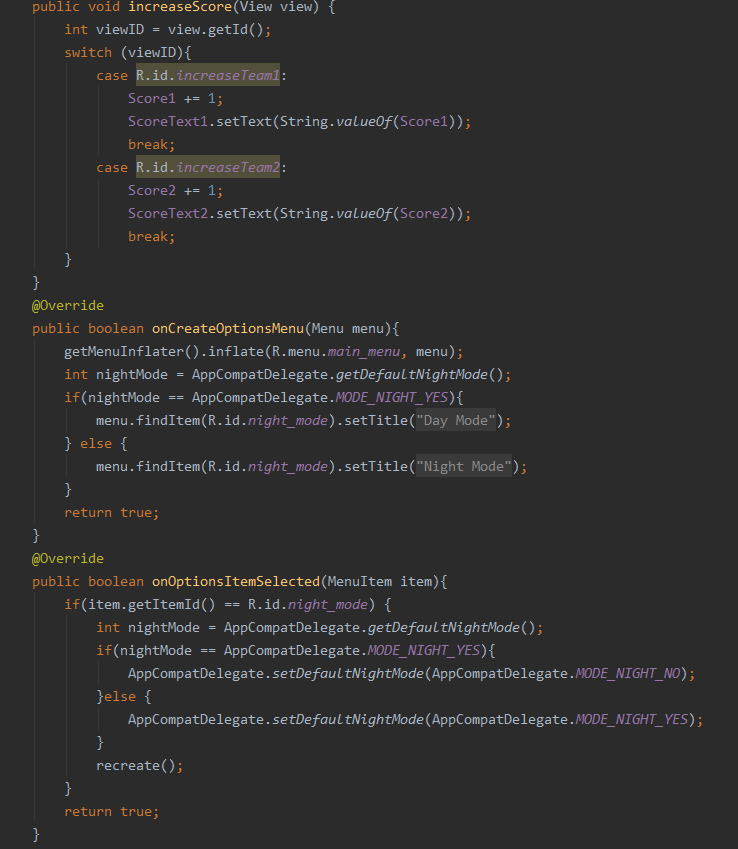 public void increaseScore(View view) {
    int viewID = view.getId();
    switch (viewID){
        case R.id.increaseTeam1:
            Score1 += 1;
            ScoreText1.setText(String.valueOf(Score1));
            break;
        case R.id.increaseTeam2:
            Score2 += 1;
            ScoreText2.setText(String.valueOf(Score2));
            break;
    }
}
@Override
public boolean onCreateOptionsMenu(Menu menu){
    getMenuInflater().inflate(R.menu.main_menu, menu);
    int nightMode = AppCompatDelegate.getDefaultNightMode();
    if(nightMode == AppCompatDelegate.MODE_NIGHT_YES){
        menu.findItem(R.id.night_mode).setTitle("Day Mode");
    } else {
        menu.findItem(R.id.night_mode).setTitle("Night Mode");
    }
    return true;
}
@Override
public boolean onOptionsItemSelected(MenuItem item){
    if(item.getItemId() == R.id.night_mode) {
        int nightMode = AppCompatDelegate.getDefaultNightMode();
        if(nightMode == AppCompatDelegate.MODE_NIGHT_YES){
            AppCompatDelegate.setDefaultNightMode(AppCompatDelegate.MODE_NIGHT_NO);
        }else {
            AppCompatDelegate.setDefaultNightMode(AppCompatDelegate.MODE_NIGHT_YES);
        }
        recreate();
    }
    return true;
}